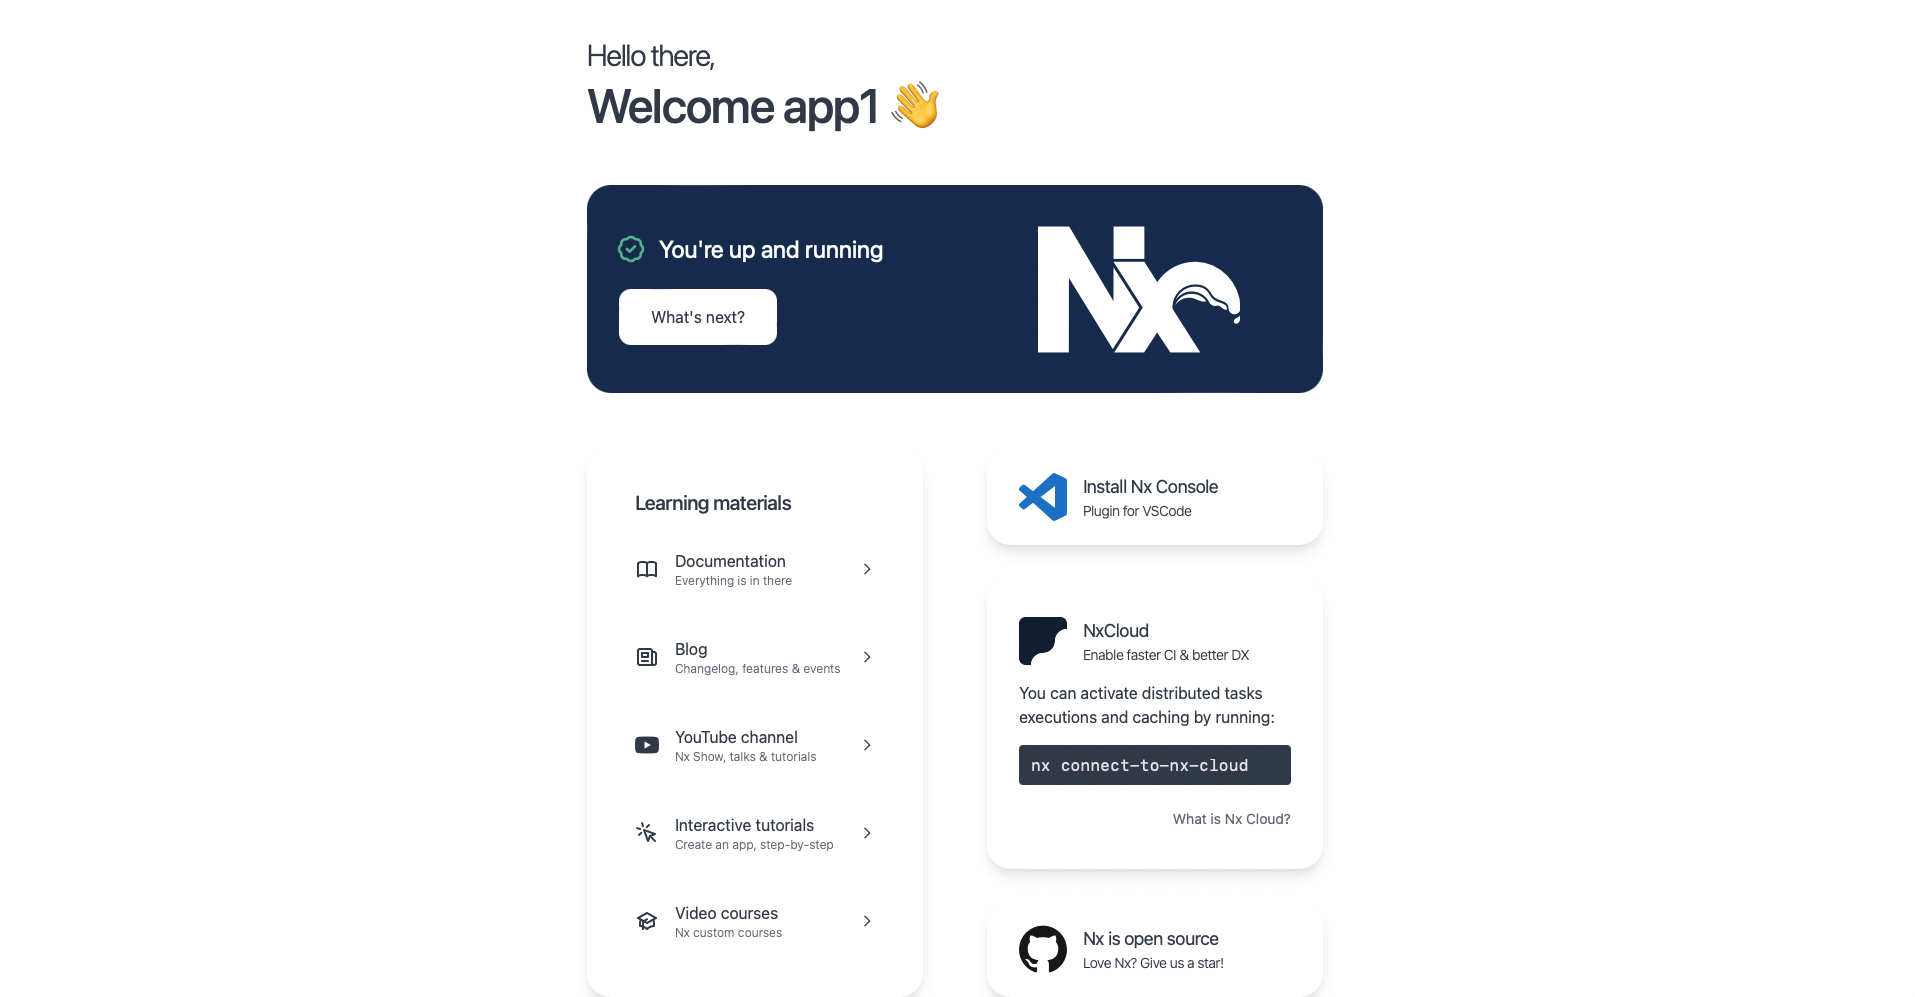 Hello there,
Welcome app1 👋
You're up and running
What's next?
Nx
Learning materials
Documentation
Everything is in there
Blog
Changelog, features & events
YouTube channel
Nx Show, talks & tutorials
Interactive tutorials
Create an app, step-by-step
Video courses
Nx custom courses
Install Nx Console
Plugin for VSCode
NxCloud
Enable faster CI & better DX
You can activate distributed tasks
executions and caching by running:
nx connect-to-nx-cloud
What is Nx Cloud?
Nx is open source
Love Nx? Give us a star!